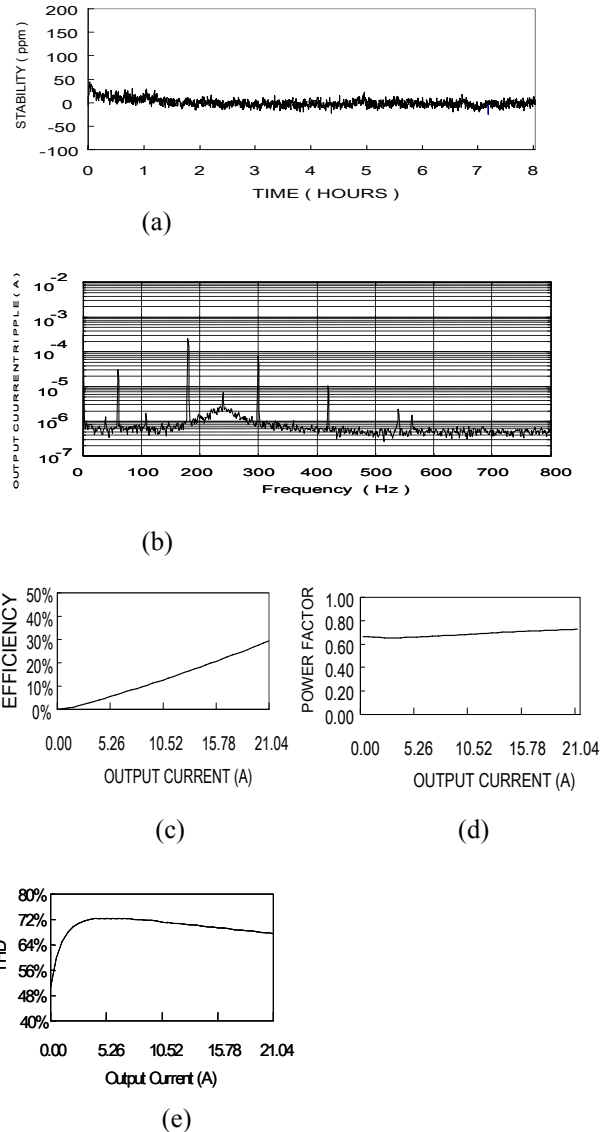 200
150
100
50
0
-50
-100
STABILITY ( ppm )
0 1 2 3 4 5 6 7 8
TIME ( HOURS )
(a)
OUTPUT CUURRENTRIPPLE ( A )
10-2
10-3
10-4
10-5
10-6
10-7
0 100 200 300 400 500 600 700 800
Frequency ( Hz )
(b)
EFFICIENCY
50%
40%
30%
20%
10%
0%
0.00 5.26 10.52 15.78 21.04
OUTPUT CURRENT (A)
(c)
POWER FACTOR
1.00
0.80
0.60
0.40
0.20
0.00
0.00 5.26 10.52 15.78 21.04
OUTPUT CURRENT (A)
(d)
THD
80%
72%
64%
56%
48%
40%
0.00 5.26 10.52 15.78 21.04
Output Current (A)
(e)